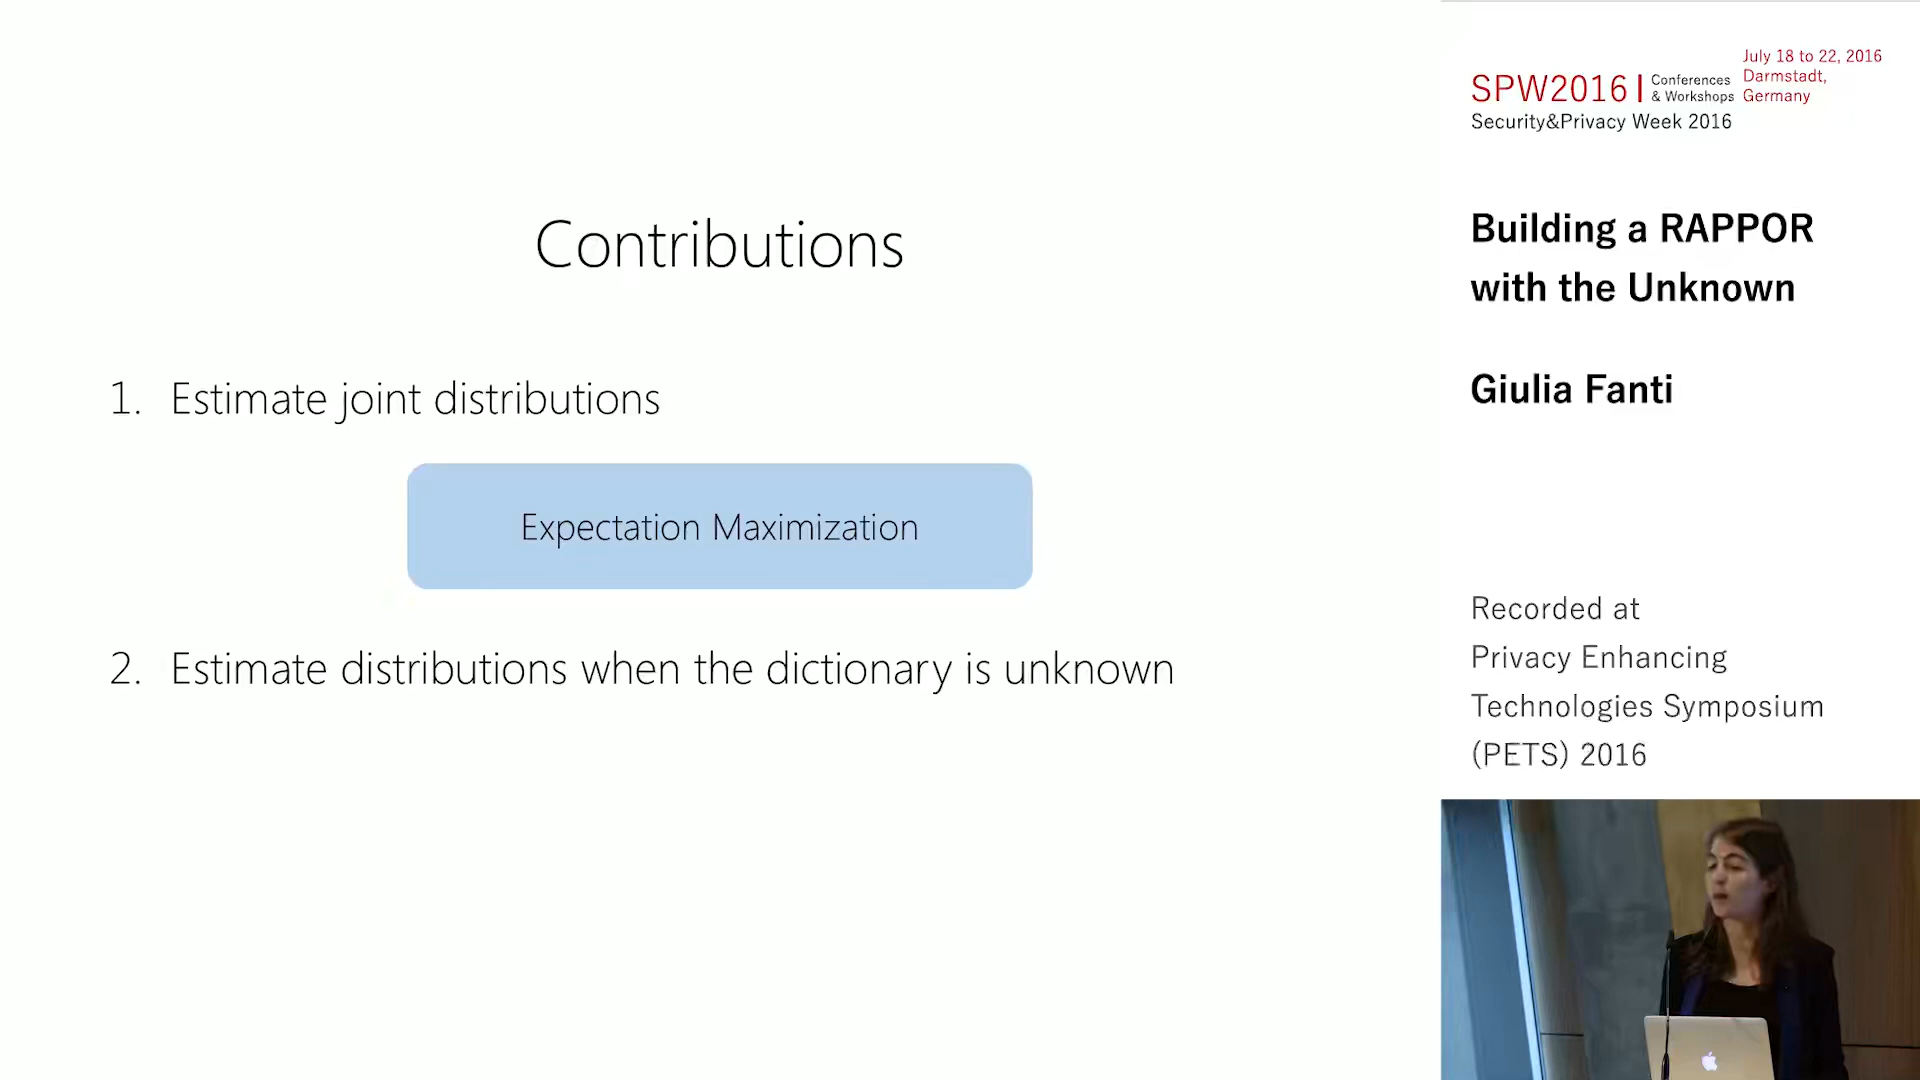 Contributions
1. Estimate joint distributions
Expectation Maximization
2. Estimate distributions when the dictionary is unknown
SPW2016 | Conferences & Workshops
July 18 to 22, 2016
Darmstadt,
Germany
Security&Privacy Week 2016
Building a RAPPOR
with the Unknown
Giulia Fanti
Recorded at
Privacy Enhancing
Technologies Symposium
(PETS) 2016